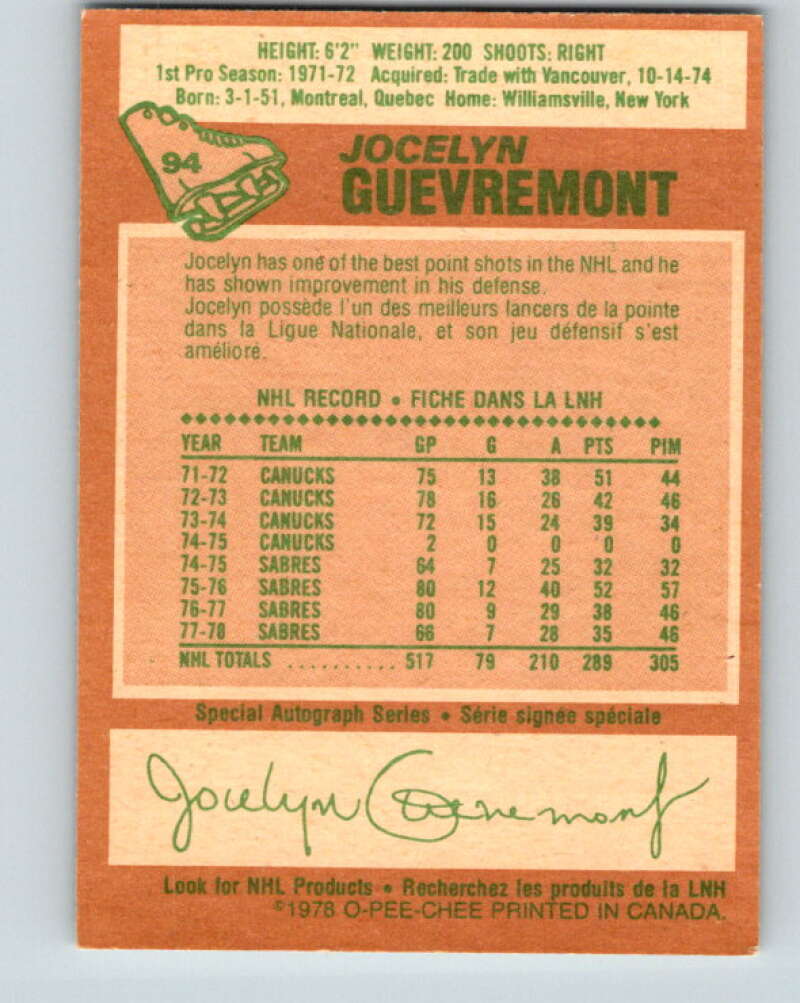 HEIGHT: 6'2" WEIGHT: 200 SHOOTS: RIGHT
1st Pro Season: 1971-72 Acquired: Trade with Vancouver, 10-14-74
Born: 3-1-51, Montreal, Quebec Home: Williamsville, New York
94
JOCELYN
GUEVREMONT
Jocelyn has one of the best point shots in the NHL and he
has shown improvement in his defense.
Jocelyn possède l'un des meilleurs lancers de la pointe
dans la Ligue Nationale, et son jeu défensif s'est
amélioré.
NHL RECORD • FICHE DANS LA LNH
YEAR TEAM GP G A PTS PIM
71-72 CANUCKS 75 13 38 51 44
72-73 CANUCKS 78 16 26 42 46
73-74 CANUCKS 72 15 24 39 34
74-75 CANUCKS 2 0 0 0 0
74-75 SABRES 64 7 25 32 32
75-76 SABRES 80 12 40 52 57
76-77 SABRES 80 9 29 38 46
77-78 SABRES 66 7 28 35 46
NHL TOTALS .......... 517 79 210 289 305
Special Autograph Series • Série signée spéciale
Jocelyn Guevremont
Look for NHL Products • Recherchez les produits de la LNH
©1978 O-PEE-CHEE PRINTED IN CANADA.